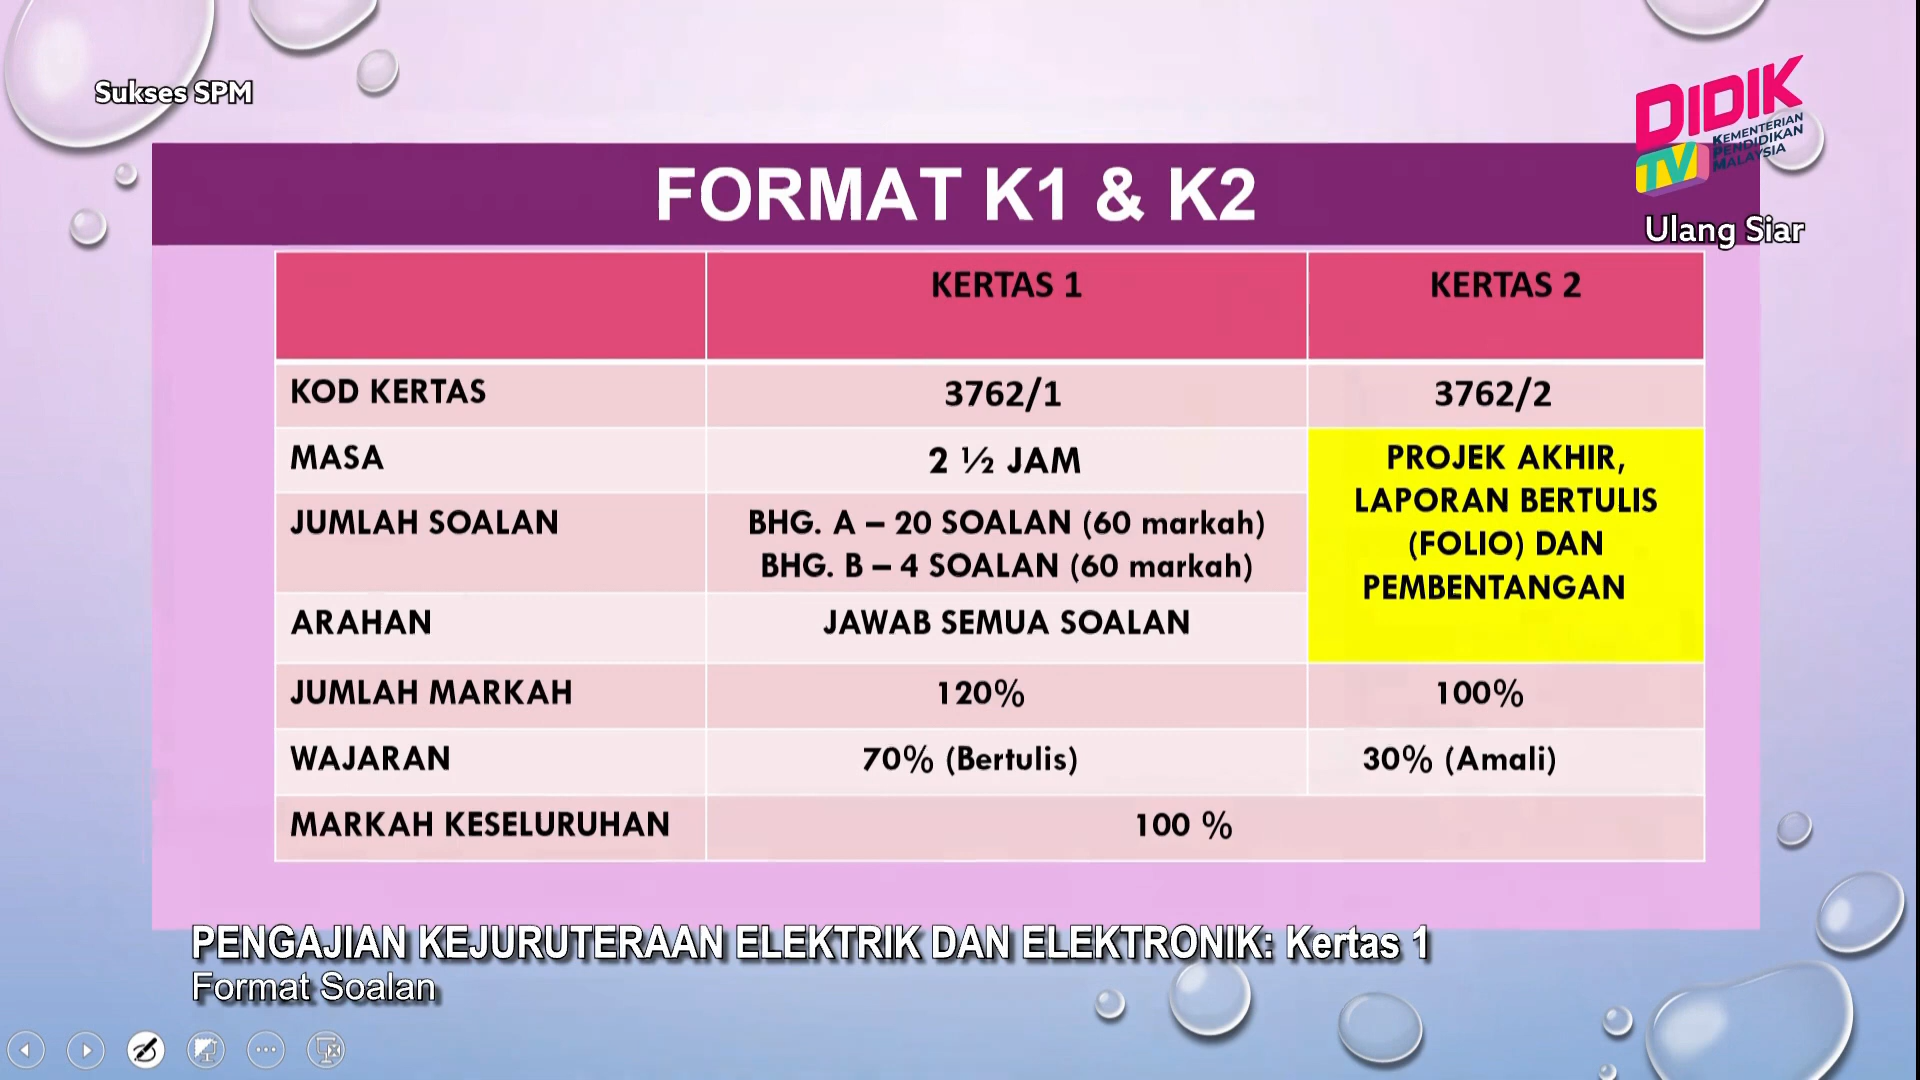 Sukses SPM
DIDIK
TV
KEMENTERIAN
PENDIDIKAN
MALAYSIA
Ulang Siar
FORMAT K1 & K2
KERTAS 1
KERTAS 2
KOD KERTAS
3762/1
3762/2
MASA
2 ½ JAM
PROJEK AKHIR,
LAPORAN BERTULIS
(FOLIO) DAN
PEMBENTANGAN
JUMLAH SOALAN
BHG. A – 20 SOALAN (60 markah)
BHG. B – 4 SOALAN (60 markah)
ARAHAN
JAWAB SEMUA SOALAN
JUMLAH MARKAH
120%
100%
WAJARAN
70% (Bertulis)
30% (Amali)
MARKAH KESELURUHAN
100 %
PENGAJIAN KEJURUTERAAN ELEKTRIK DAN ELEKTRONIK: Kertas 1
Format Soalan